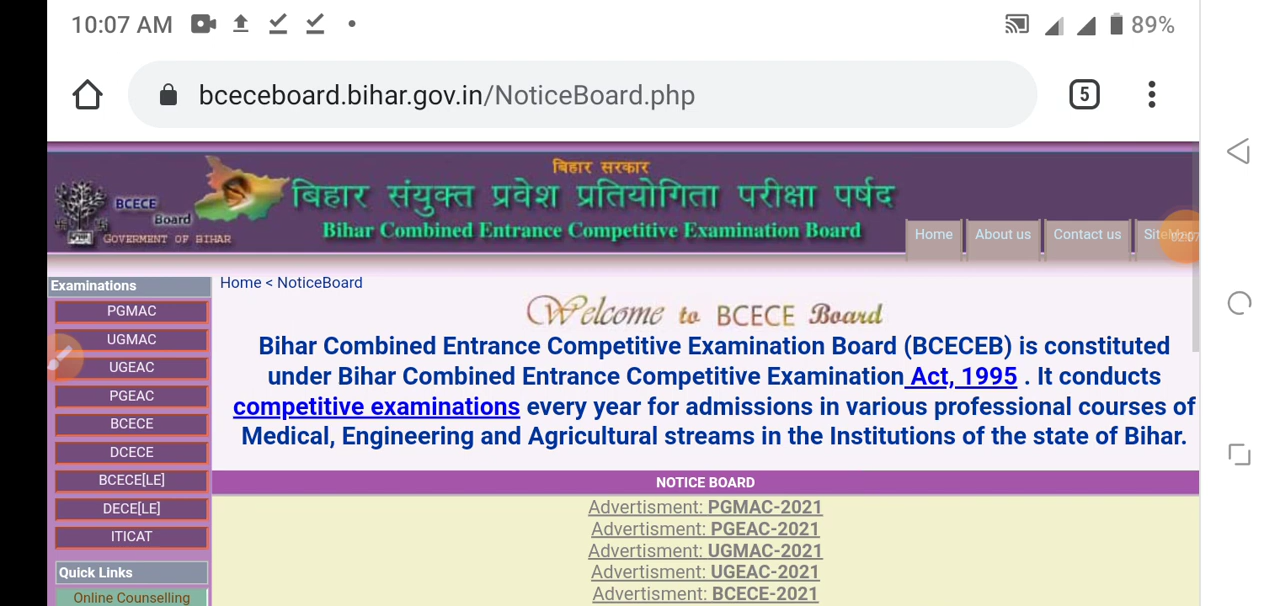 10:07 AM
89%
bceceboard.bihar.gov.in/NoticeBoard.php
5
बिहार सरकार
बिहार संयुक्त प्रवेश प्रतियोगिता परीक्षा पर्षद
BCECE
Board
GOVERMENT OF BIHAR
Bihar Combined Entrance Competitive Examination Board
Home
About us
Contact us
02:07
Examinations
Home < NoticeBoard
PGMAC
UGMAC
UGEAC
PGEAC
BCECE
DCECE
BCECE[LE]
DECE[LE]
ITICAT
Quick Links
Online Counselling
Welcome to BCECE Board
Bihar Combined Entrance Competitive Examination Board (BCECEB) is constituted
under Bihar Combined Entrance Competitive Examination Act, 1995 . It conducts
competitive examinations every year for admissions in various professional courses of
Medical, Engineering and Agricultural streams in the Institutions of the state of Bihar.
NOTICE BOARD
Advertisment: PGMAC-2021
Advertisment: PGEAC-2021
Advertisment: UGMAC-2021
Advertisment: UGEAC-2021
Advertisment: BCECE-2021